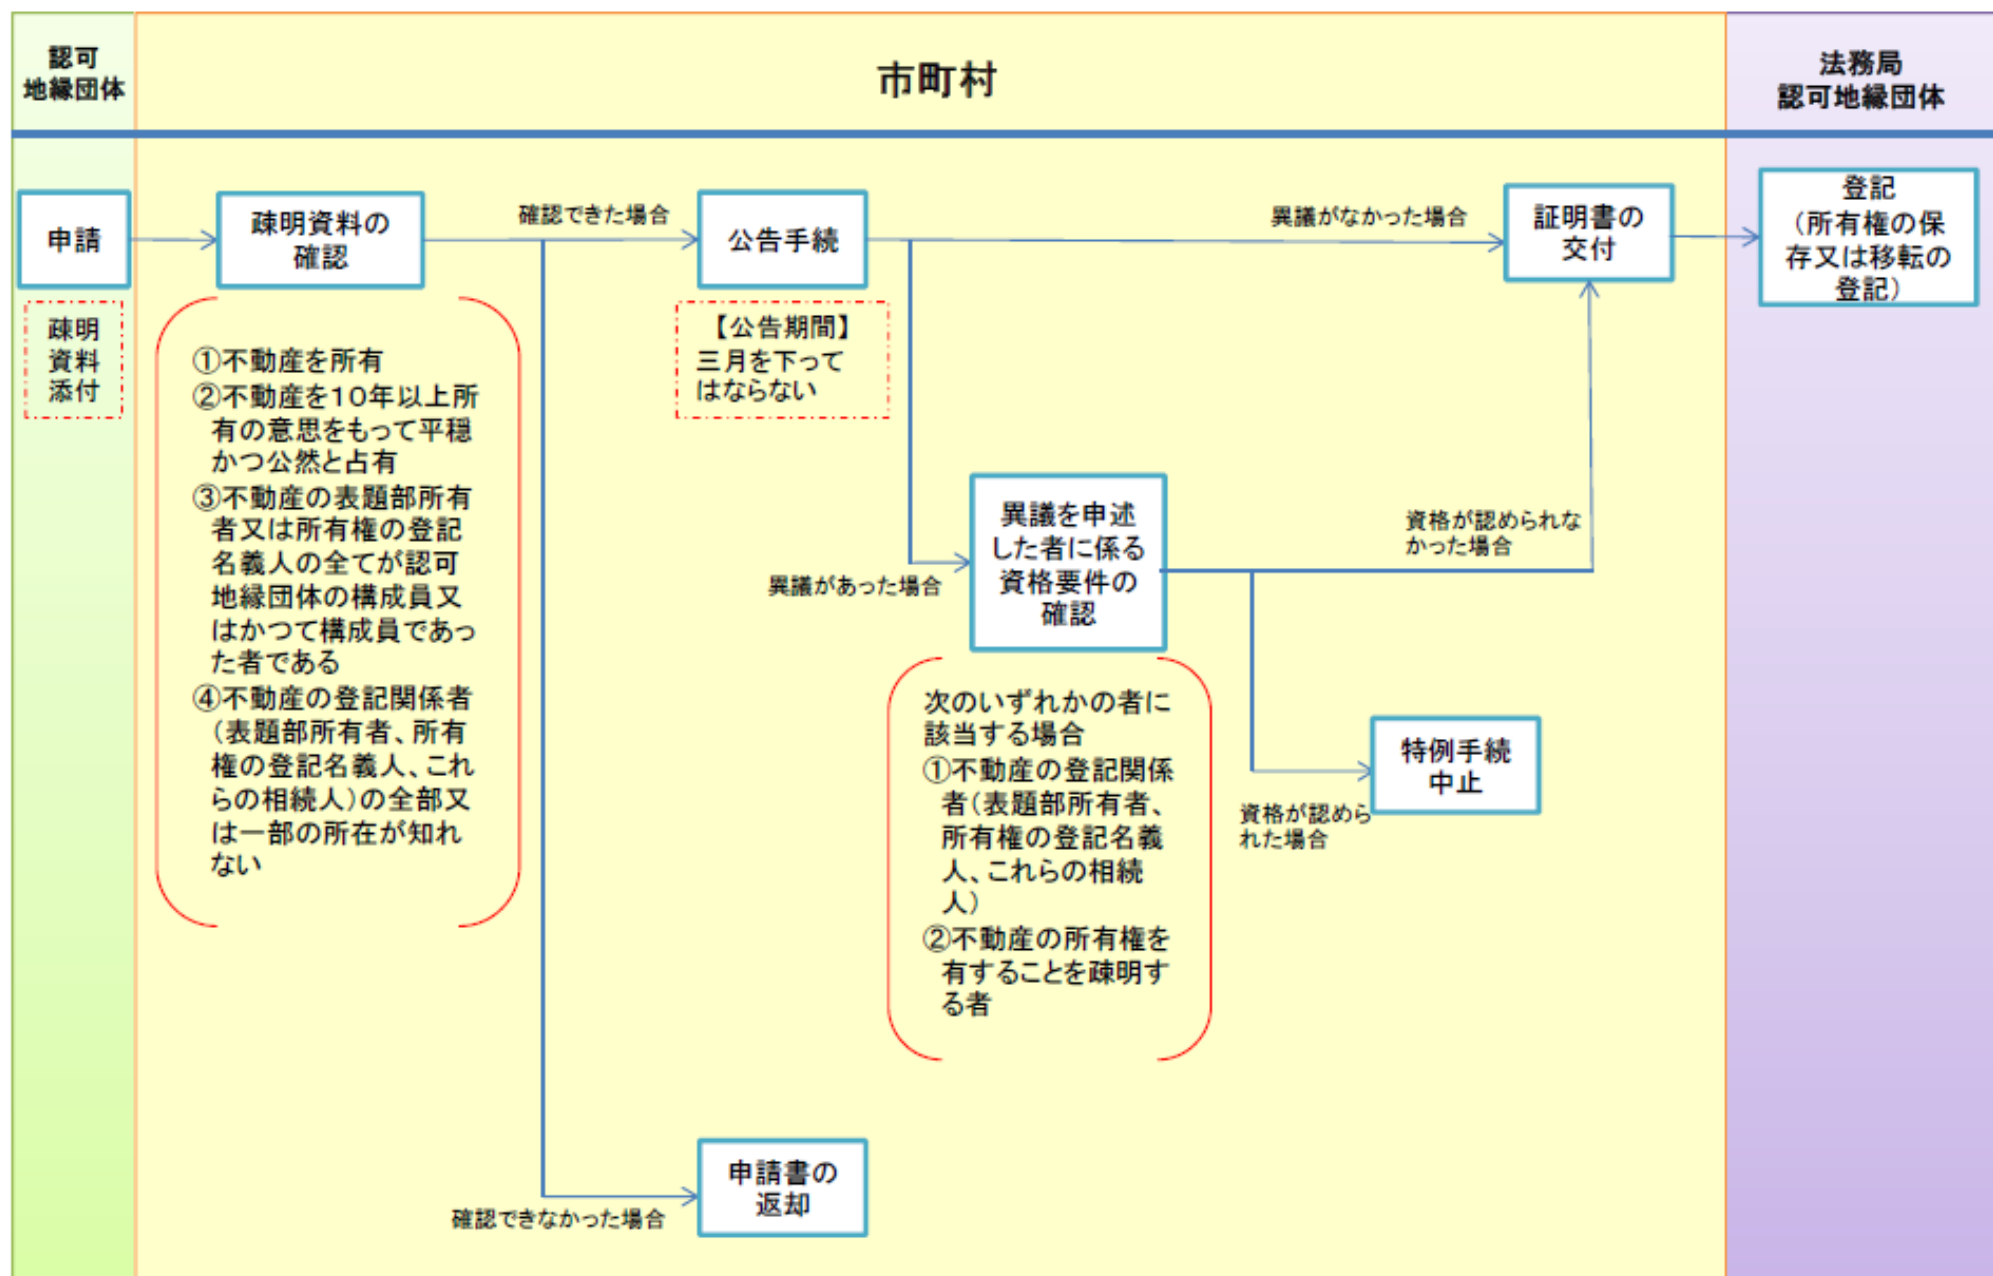 認可
地縁団体
市町村
法務局
認可地縁団体
申請
疎明
資料
添付
疎明資料の
確認
①不動産を所有
②不動産を10年以上所
有の意思をもって平穏
かつ公然と占有
③不動産の表題部所有
者又は所有権の登記
名義人の全てが認可
地縁団体の構成員又
はかつて構成員であっ
た者である
④不動産の登記関係者
(表題部所有者、所有
権の登記名義人、これ
らの相続人)の全部又
は一部の所在が知れ
ない
確認できた場合
確認できなかった場合
申請書の
返却
公告手続
【公告期間】
三月を下って
はならない
異議がなかった場合
異議があった場合
異議を申述
した者に係る
資格要件の
確認
次のいずれかの者に
該当する場合
①不動産の登記関係
者(表題部所有者、
所有権の登記名義
人、これらの相続
人)
②不動産の所有権を
有することを疎明す
る者
資格が認められな
かった場合
資格が認めら
れた場合
特例手続
中止
証明書の
交付
登記
(所有権の保
存又は移転の
登記)